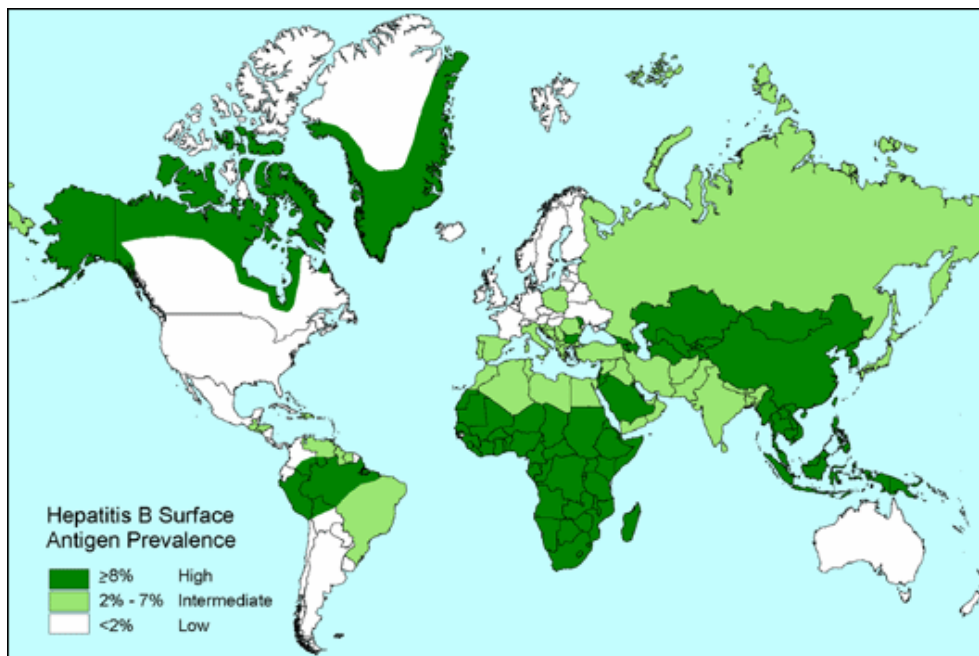 Hepatitis B Surface
Antigen Prevalence
≥8% High
2% - 7% Intermediate
<2% Low